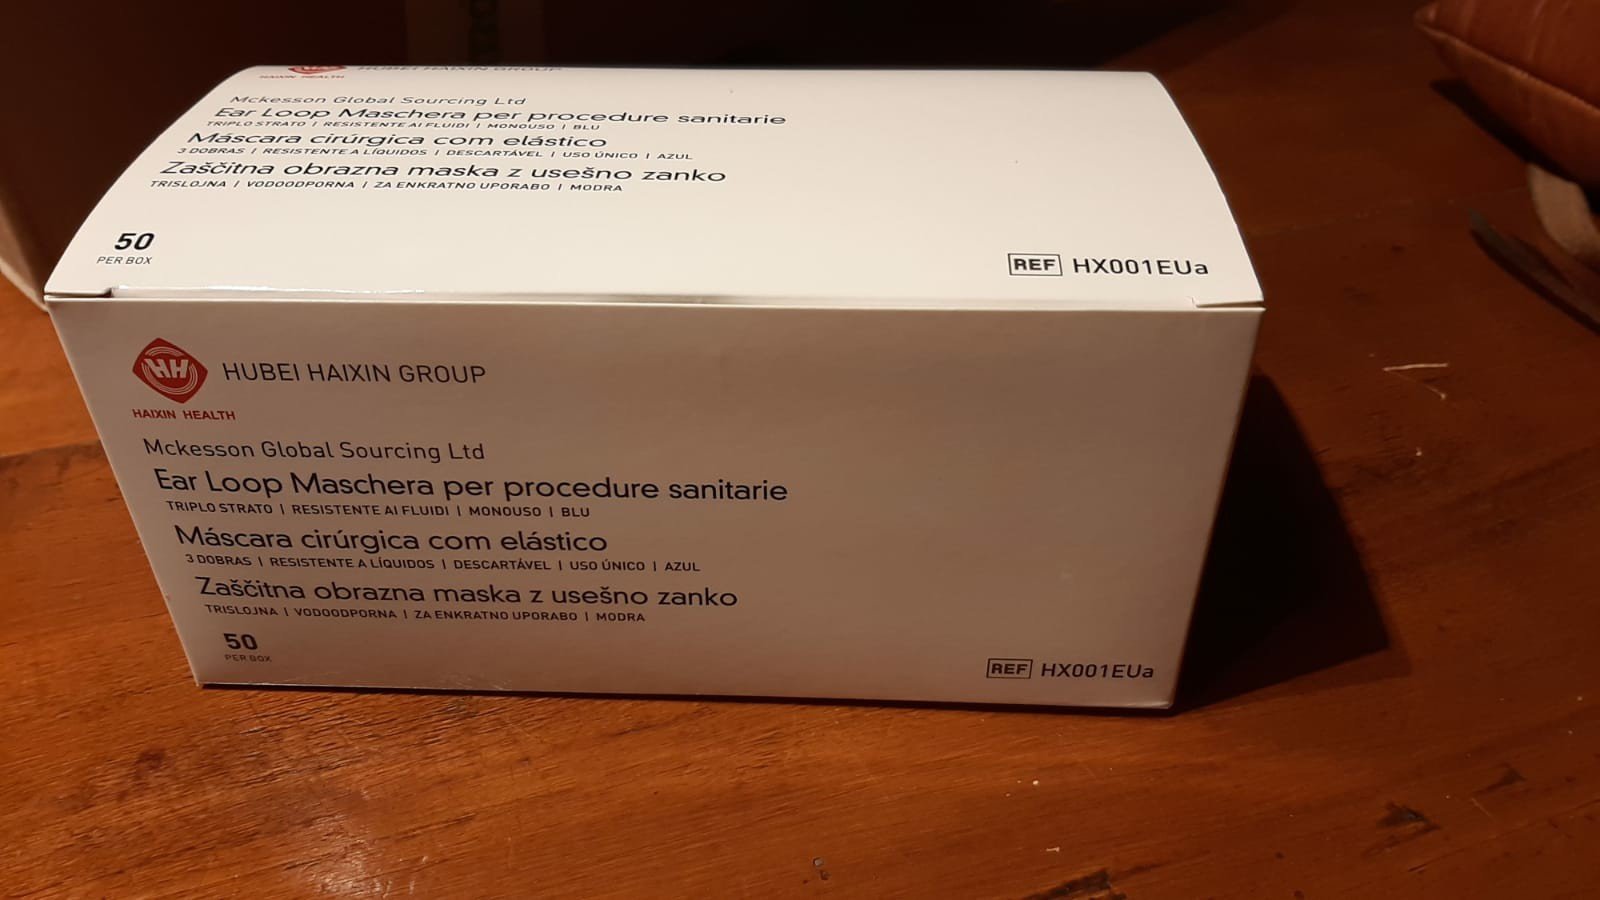 HAIXIN HEALTH
HUBEI HAIXIN GROUP
Mckesson Global Sourcing Ltd
Ear Loop Maschera per procedure sanitarie
TRIPLO STRATO | RESISTENTE AI FLUIDI | MONOUSO | BLU
Máscara cirúrgica com elástico
3 DOBRAS | RESISTENTE A LÍQUIDOS | DESCARTÁVEL | USO ÚNICO | AZUL
Zaščitna obrazna maska z usešno zanko
TRISLOJNA | VODOODPORNA | ZA ENKRATNO UPORABO | MODRA
50
PER BOX
REF HX001EUa
HH
HUBEI HAIXIN GROUP
HAIXIN HEALTH
Mckesson Global Sourcing Ltd
Ear Loop Maschera per procedure sanitarie
TRIPLO STRATO | RESISTENTE AI FLUIDI | MONOUSO | BLU
Máscara cirúrgica com elástico
3 DOBRAS | RESISTENTE A LÍQUIDOS | DESCARTÁVEL | USO ÚNICO | AZUL
Zaščitna obrazna maska z usešno zanko
TRISLOJNA | VODOODPORNA | ZA ENKRATNO UPORABO | MODRA
50
PER BOX
REF HX001EUa